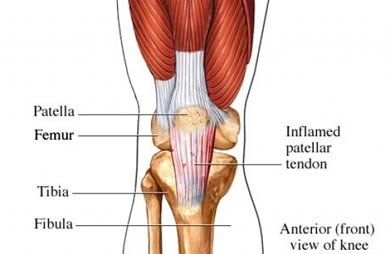 Patella
Femur
Inflamed
patellar
tendon
Tibia
Fibula
Anterior (front)
view of knee